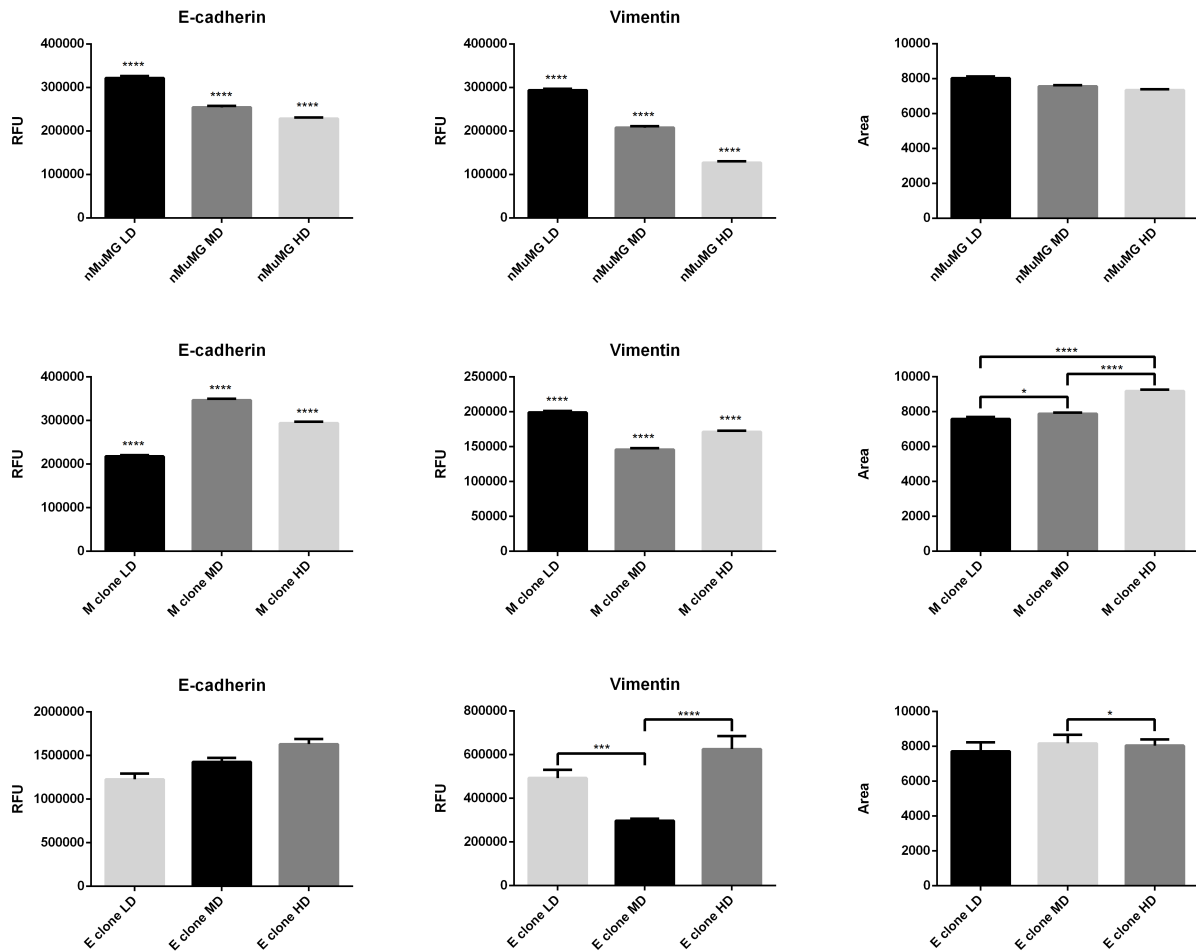 E-cadherin
400000
300000
200000
100000
0
RFU
**** **** ****
nMuMG LD
nMuMG MD
nMuMG HD
Vimentin
400000
300000
200000
100000
0
RFU
**** **** ****
nMuMG LD
nMuMG MD
nMuMG HD
10000
8000
6000
4000
2000
0
Area
nMuMG LD
nMuMG MD
nMuMG HD
E-cadherin
400000
300000
200000
100000
0
RFU
**** **** ****
M clone LD
M clone MD
M clone HD
Vimentin
250000
200000
150000
100000
50000
0
RFU
**** **** ****
M clone LD
M clone MD
M clone HD
****
****
*
10000
8000
6000
4000
2000
0
Area
M clone LD
M clone MD
M clone HD
E-cadherin
2000000
1500000
1000000
500000
0
RFU
E clone LD
E clone MD
E clone HD
Vimentin
800000
600000
400000
200000
0
RFU
***
****
E clone LD
E clone MD
E clone HD
10000
8000
6000
4000
2000
0
Area
*
E clone LD
E clone MD
E clone HD